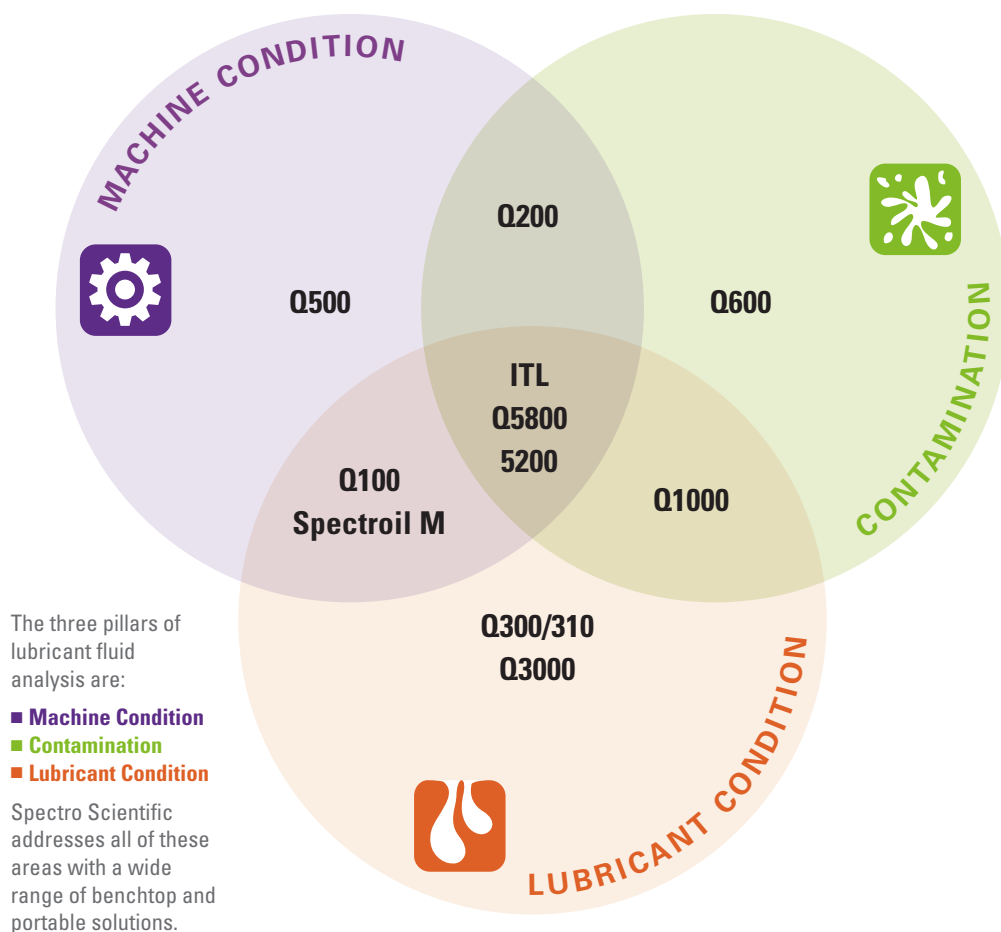 MACHINE CONDITION
CONTAMINATION
Q200
Q500
Q600
ITL
Q5800
5200
Q100
Spectroil M
Q1000
Q300/310
Q3000
LUBRICANT CONDITION
The three pillars of
lubricant fluid
analysis are:
■ Machine Condition
■ Contamination
■ Lubricant Condition
Spectro Scientific
addresses all of these
areas with a wide
range of benchtop and
portable solutions.